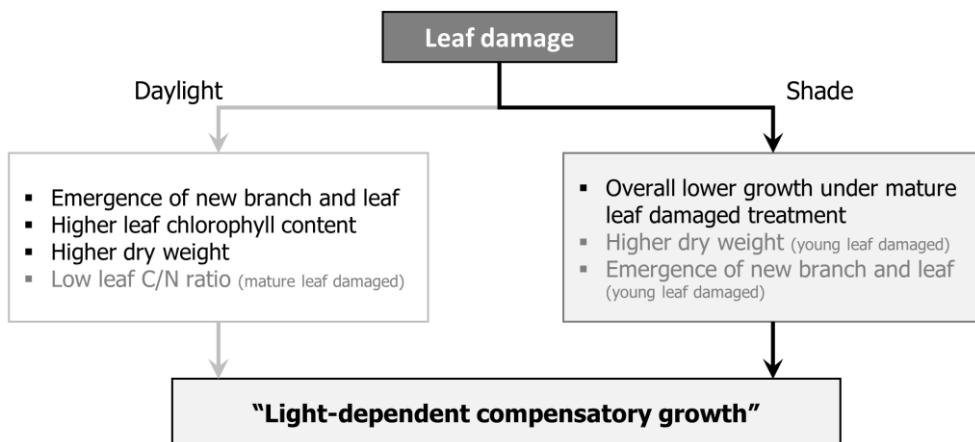 Leaf damage
Daylight
Shade
▪ Emergence of new branch and leaf
▪ Higher leaf chlorophyll content
▪ Higher dry weight
▪ Low leaf C/N ratio (mature leaf damaged)
▪ Overall lower growth under mature
leaf damaged treatment
▪ Higher dry weight (young leaf damaged)
▪ Emergence of new branch and leaf
(young leaf damaged)
“Light-dependent compensatory growth”